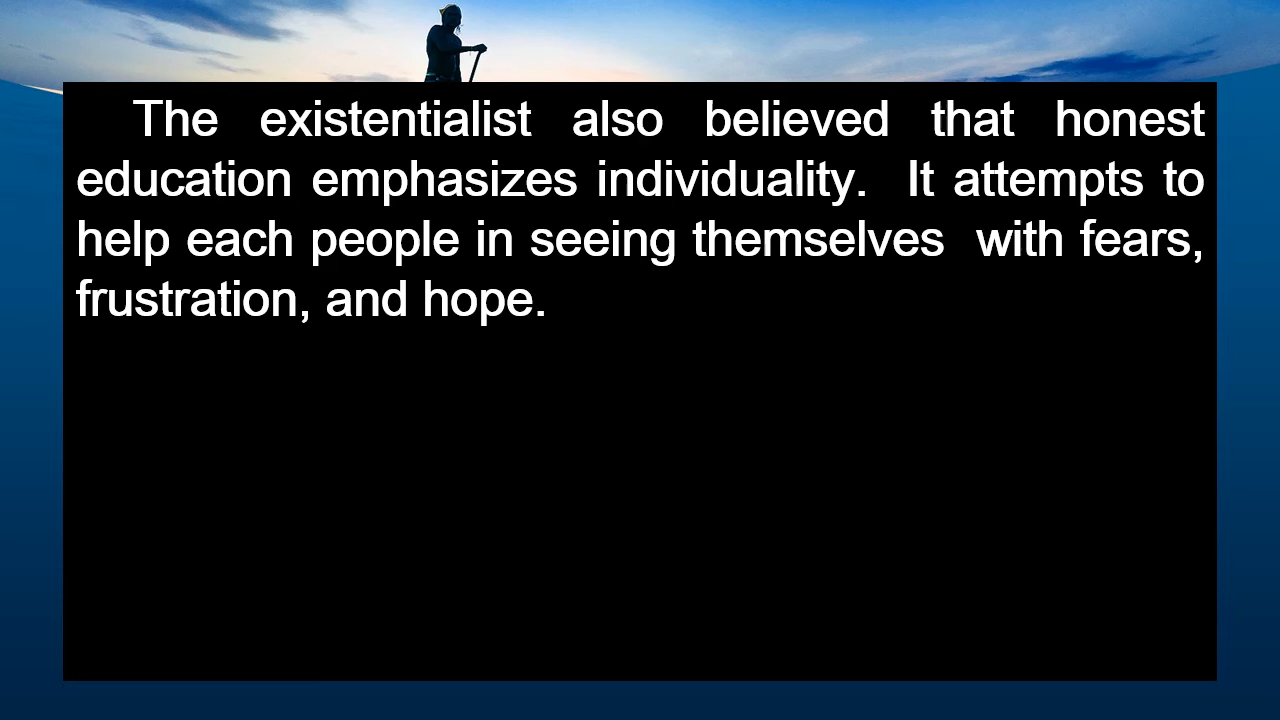 The existentialist also believed that honest
education emphasizes individuality.  It attempts to
help each people in seeing themselves  with fears,
frustration, and hope.